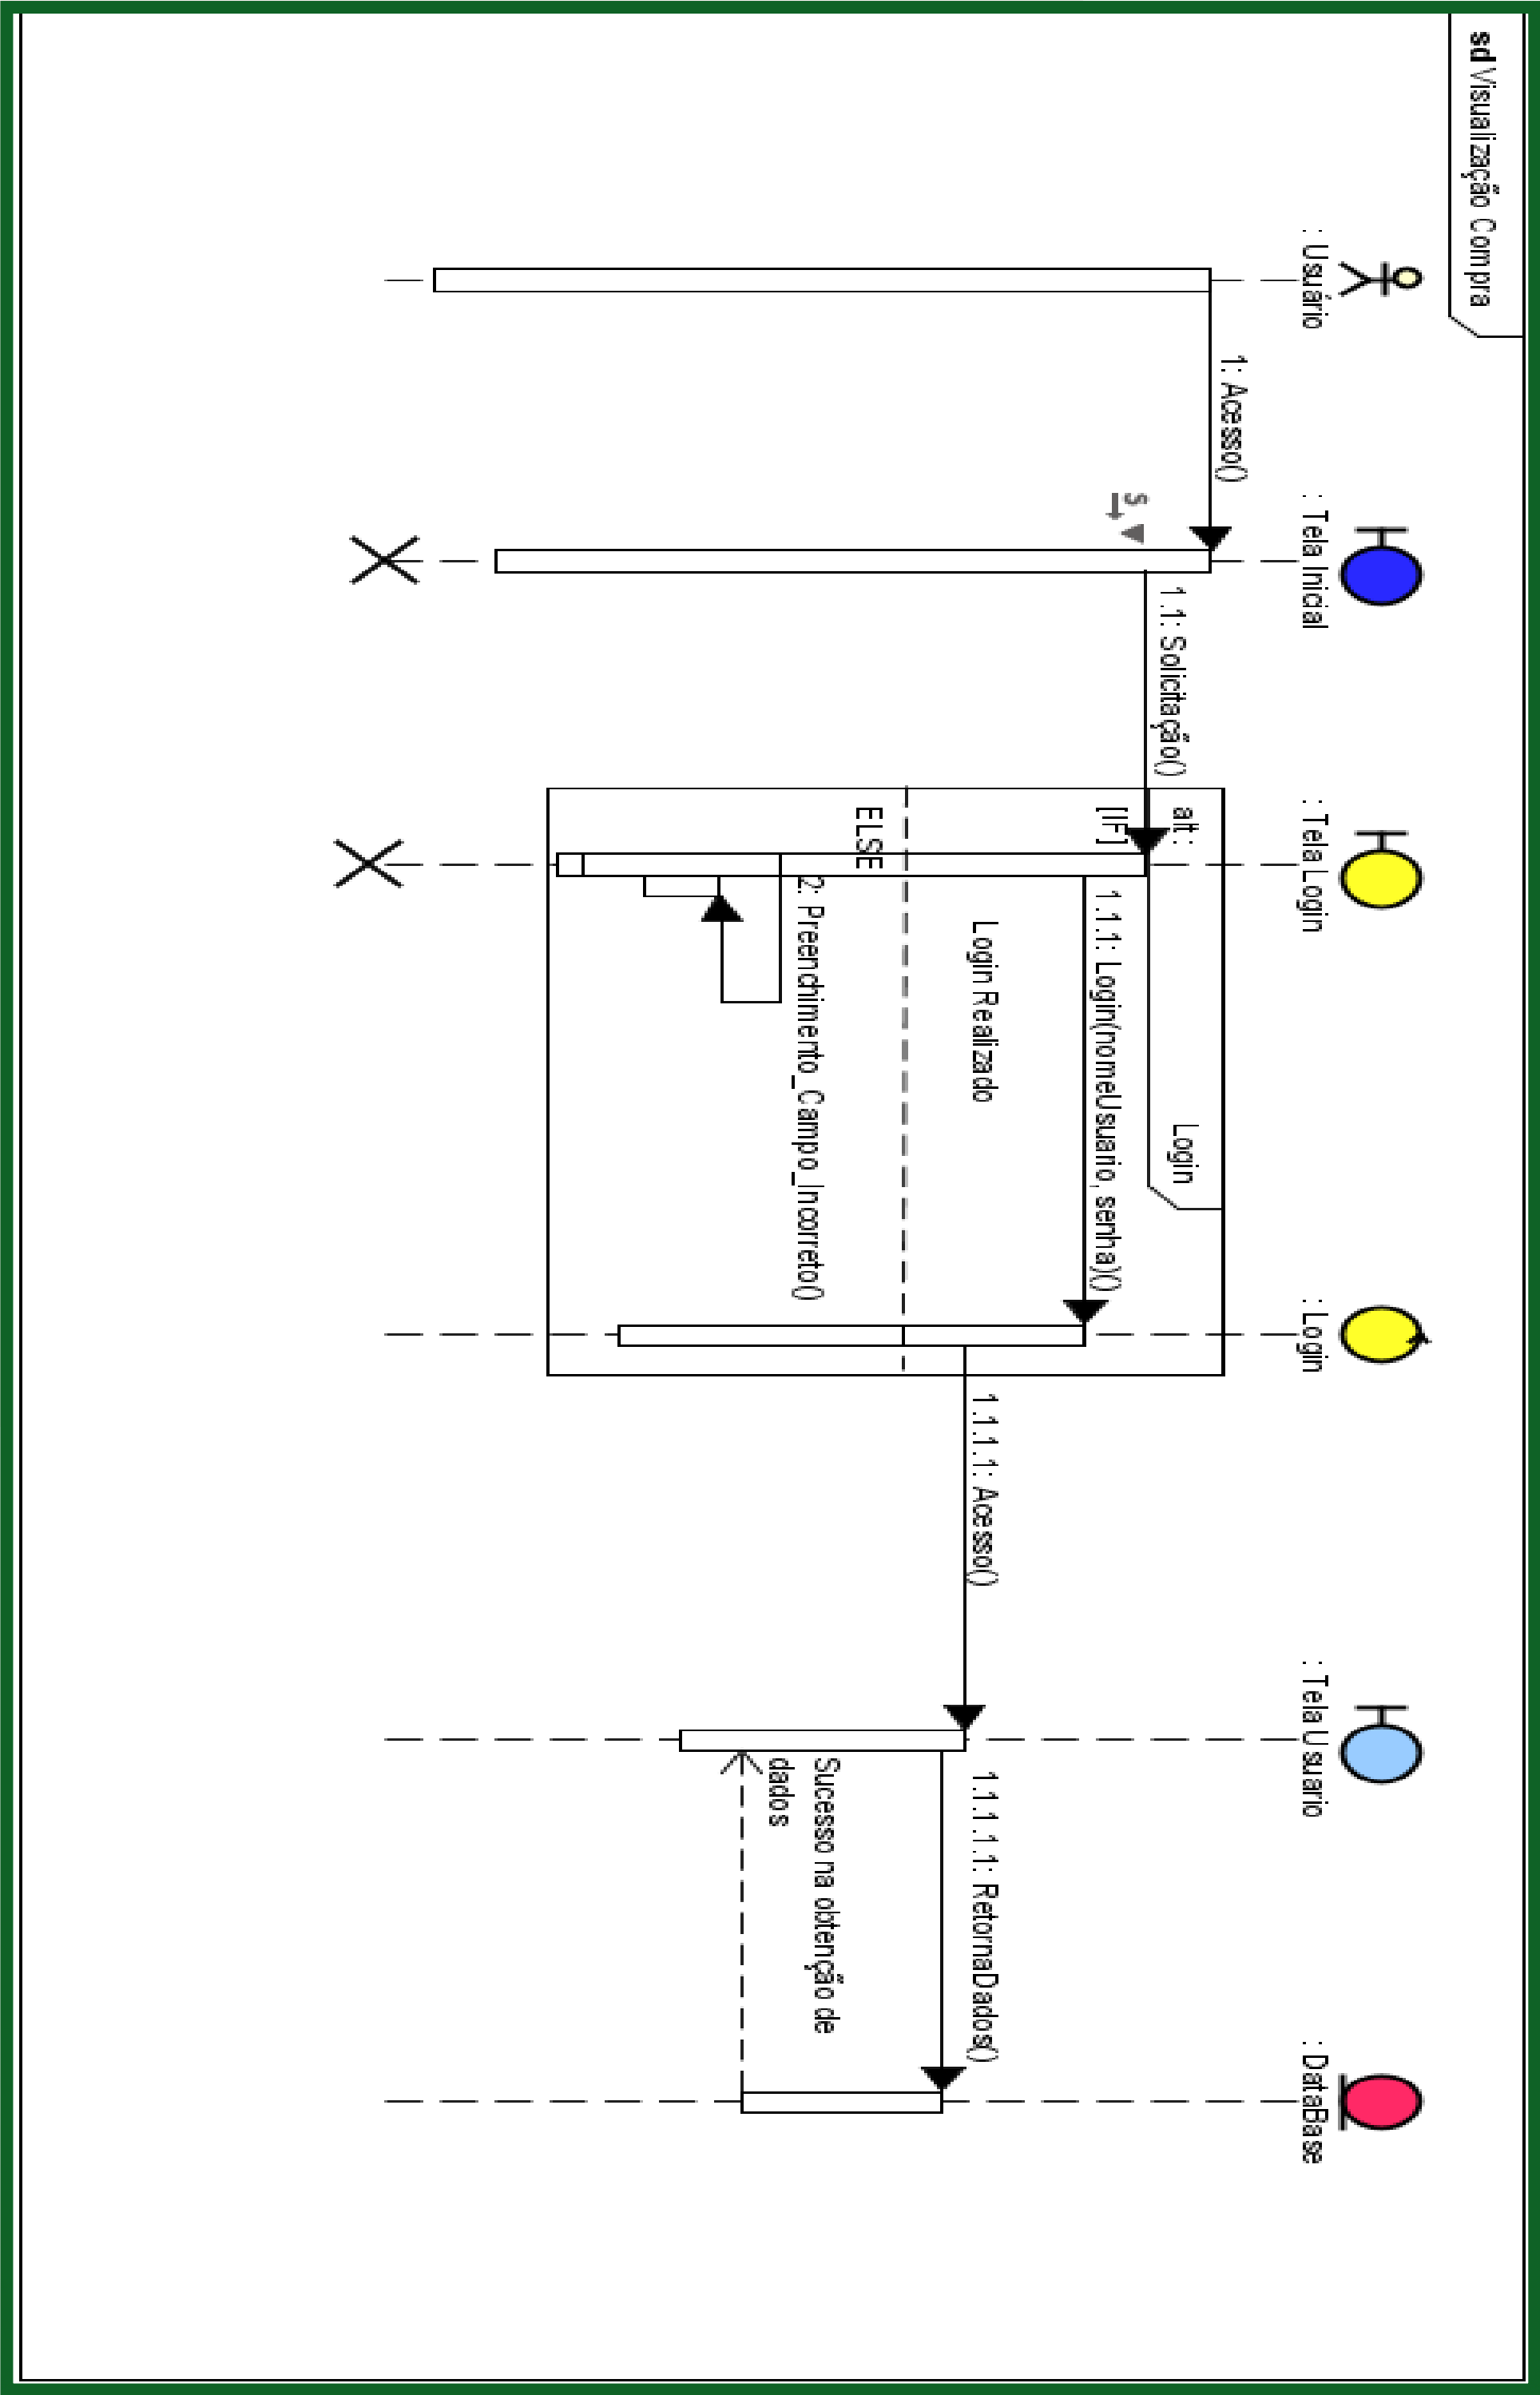 sd Visualização Compra
: Usuário
: Tela Inicial
: Tela Login
: Login
: Tela Usuario
: DataBase
1: Acesso()
s
1.1: Solicitação()
alt :
Login
[IF]
1.1.1: Login(nomeUsuario, senha)()
Login Realizado
1.1.1.1: Acesso()
1.1.1.1.1: RetornaDados()
ELSE
2: Preenchimento_Campo_Incorreto()
Sucesso na obtenção de
dados